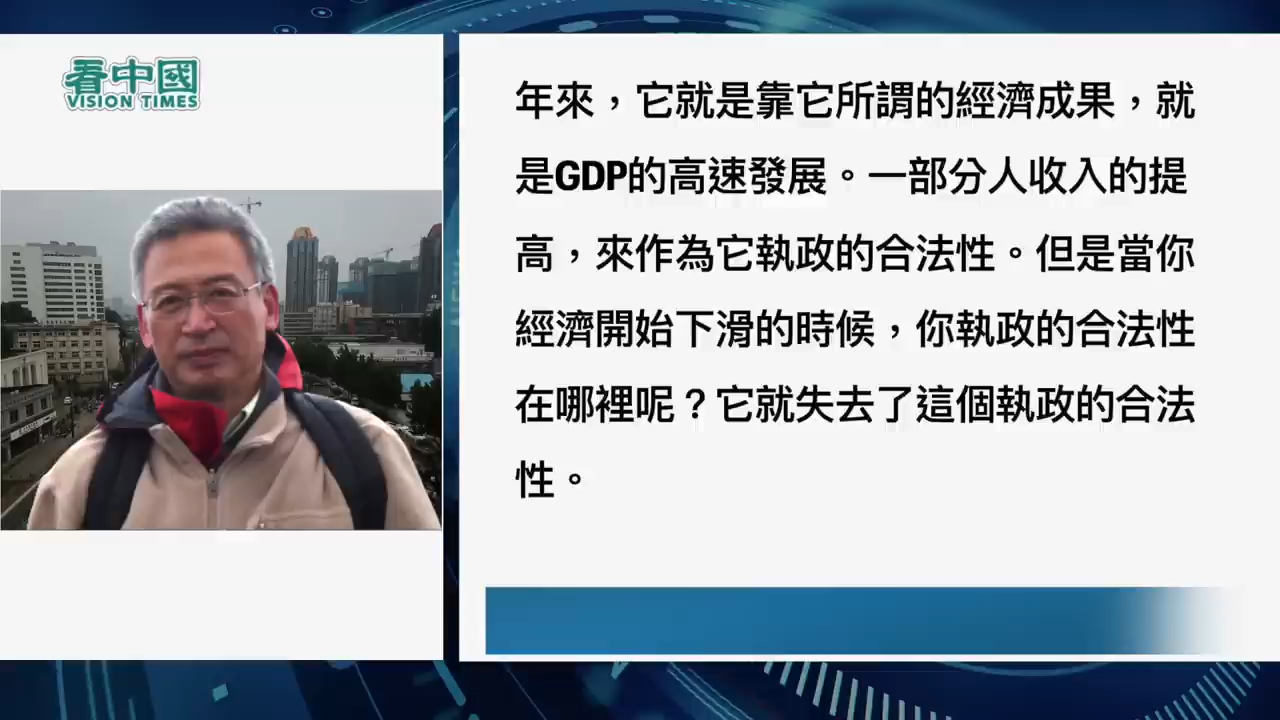 看中國
VISION TIMES
年來，它就是靠它所謂的經濟成果，就
是GDP的高速發展。一部分人收入的提
高，來作為它執政的合法性。但是當你
經濟開始下滑的時候，你執政的合法性
在哪裡呢？它就失去了這個執政的合法
性。